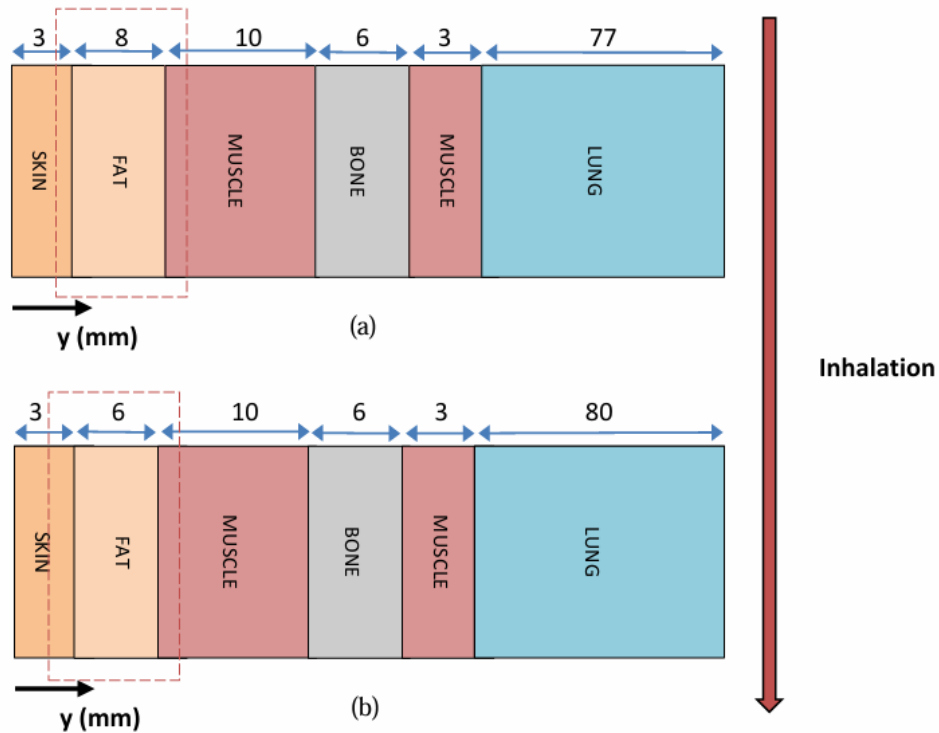 3 8 10 6 3 77
SKIN FAT MUSCLE BONE MUSCLE LUNG
y (mm)
(a)
Inhalation
3 6 10 6 3 80
SKIN FAT MUSCLE BONE MUSCLE LUNG
y (mm)
(b)